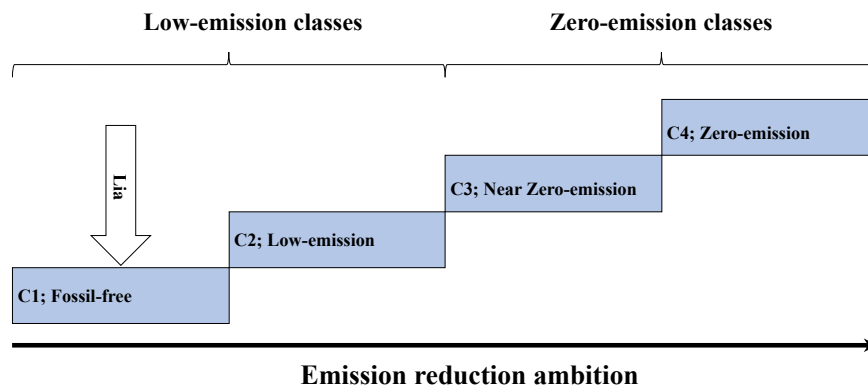 Low-emission classes
Zero-emission classes
C4; Zero-emission
Lia
C3; Near Zero-emission
C2; Low-emission
C1; Fossil-free
Emission reduction ambition